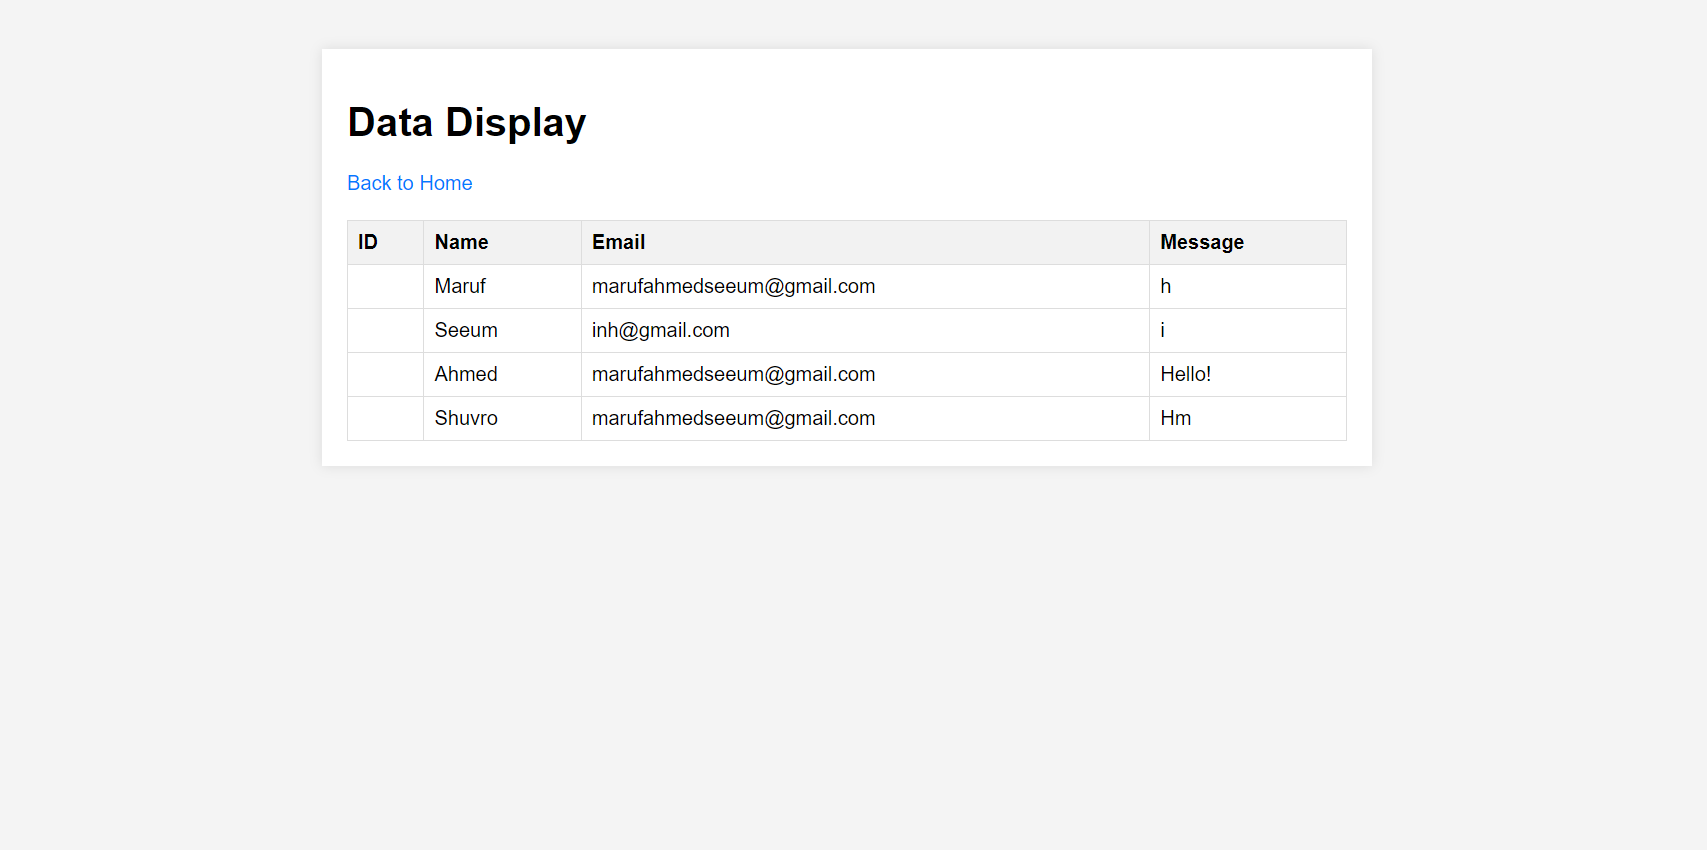 Data Display
Back to Home
ID Name Email Message
Maruf marufahmedseeum@gmail.com h
Seeum inh@gmail.com i
Ahmed marufahmedseeum@gmail.com Hello!
Shuvro marufahmedseeum@gmail.com Hm